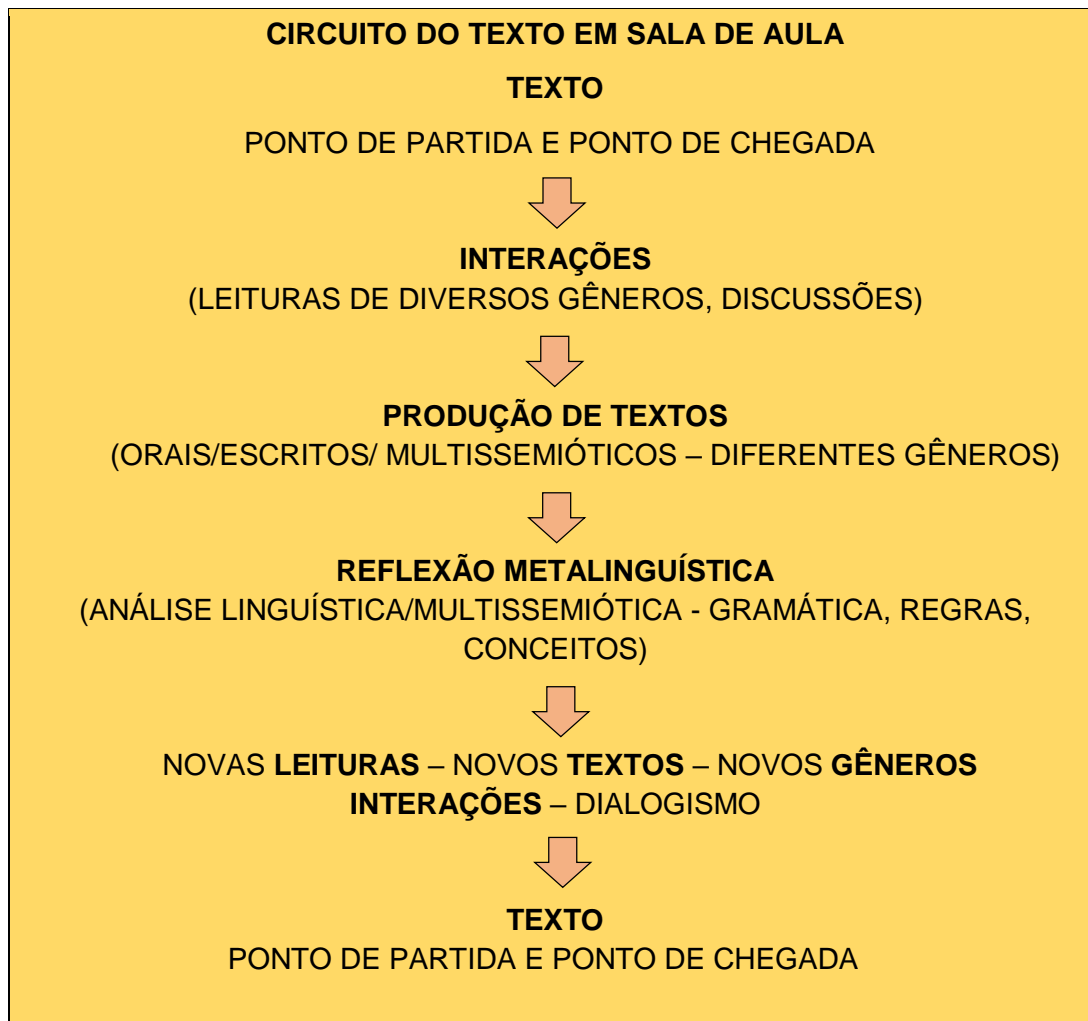 CIRCUITO DO TEXTO EM SALA DE AULA
TEXTO
PONTO DE PARTIDA E PONTO DE CHEGADA
INTERAÇÕES
(LEITURAS DE DIVERSOS GÊNEROS, DISCUSSÕES)
PRODUÇÃO DE TEXTOS
(ORAIS/ESCRITOS/ MULTISSEMIÓTICOS – DIFERENTES GÊNEROS)
REFLEXÃO METALINGUÍSTICA
(ANÁLISE LINGUÍSTICA/MULTISSEMIÓTICA - GRAMÁTICA, REGRAS,
CONCEITOS)
NOVAS LEITURAS – NOVOS TEXTOS – NOVOS GÊNEROS
INTERAÇÕES – DIALOGISMO
TEXTO
PONTO DE PARTIDA E PONTO DE CHEGADA